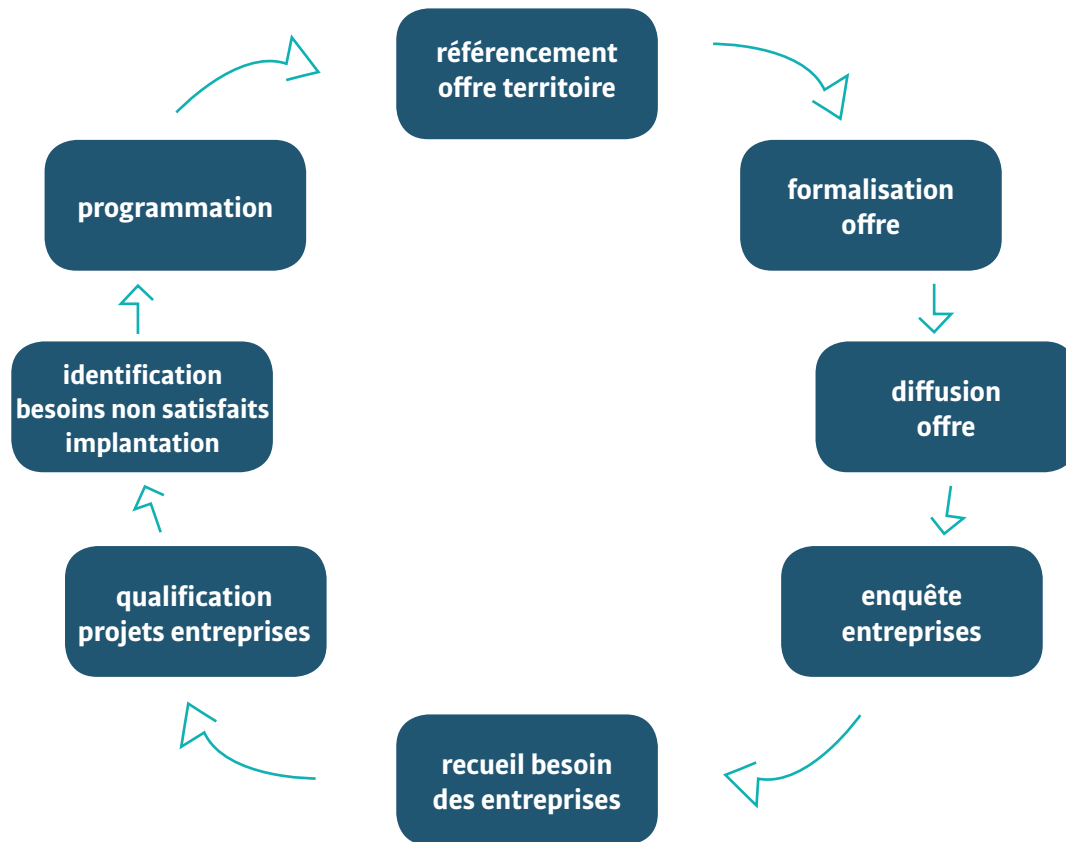 référencement
offre territoire
formalisation
offre
diffusion
offre
enquête
entreprises
recueil besoin
des entreprises
qualification
projets entreprises
identification
besoins non satisfaits
implantation
programmation